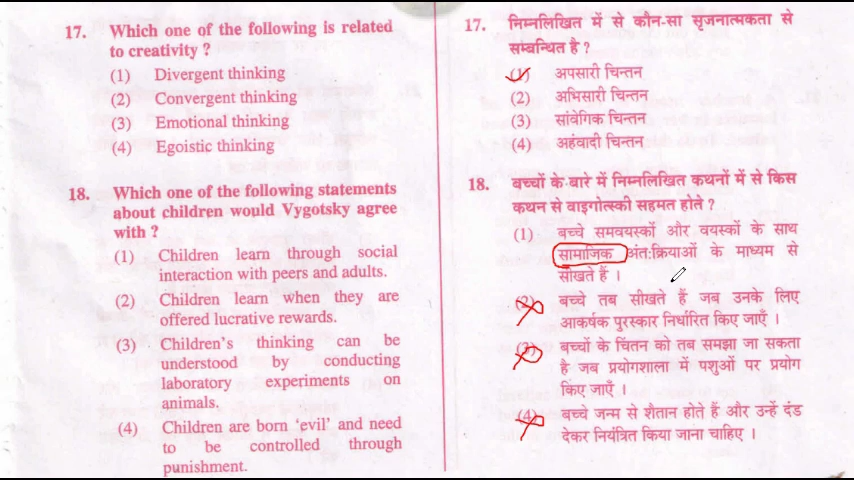 17. Which one of the following is related
to creativity ?
(1) Divergent thinking
(2) Convergent thinking
(3) Emotional thinking
(4) Egoistic thinking
18. Which one of the following statements
about children would Vygotsky agree
with ?
(1) Children learn through social
interaction with peers and adults.
(2) Children learn when they are
offered lucrative rewards.
(3) Children's thinking can be
understood by conducting
laboratory experiments on
animals.
(4) Children are born 'evil' and need
to be controlled through
punishment.
17. निम्नलिखित में से कौन-सा सृजनात्मकता से
सम्बन्धित है ?
(1) अपसारी चिन्तन
(2) अभिसारी चिन्तन
(3) सांवेगिक चिन्तन
(4) अहंवादी चिन्तन
18. बच्चों के बारे में निम्नलिखित कथनों में से किस
कथन से वाइगोत्स्की सहमत होते ?
(1) बच्चे समवयस्कों और वयस्कों के साथ
सामाजिक अंत:क्रियाओं के माध्यम से
सीखते हैं ।
(2) बच्चे तब सीखते हैं जब उनके लिए
आकर्षक पुरस्कार निर्धारित किए जाएँ ।
(3) बच्चों के चिंतन को तब समझा जा सकता
है जब प्रयोगशाला में पशुओं पर प्रयोग
किए जाएँ ।
(4) बच्चे जन्म से शैतान होते हैं और उन्हें दंड
देकर नियंत्रित किया जाना चाहिए ।